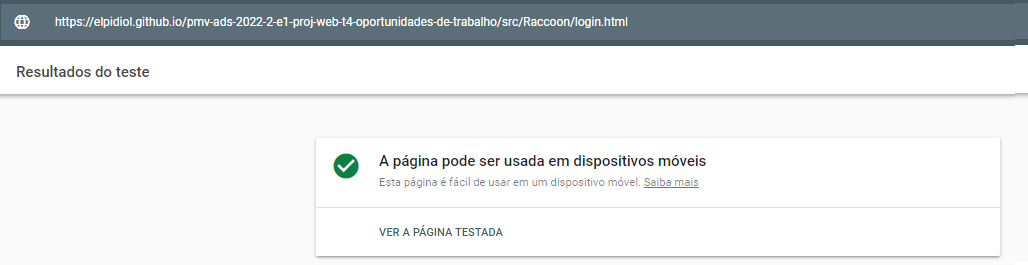 https://elpidiol.github.io/pmv-ads-2022-2-e1-proj-web-t4-oportunidades-de-trabalho/src/Raccoon/login.html
Resultados do teste
A página pode ser usada em dispositivos móveis
Esta página é fácil de usar em um dispositivo móvel. Saiba mais
VER A PÁGINA TESTADA